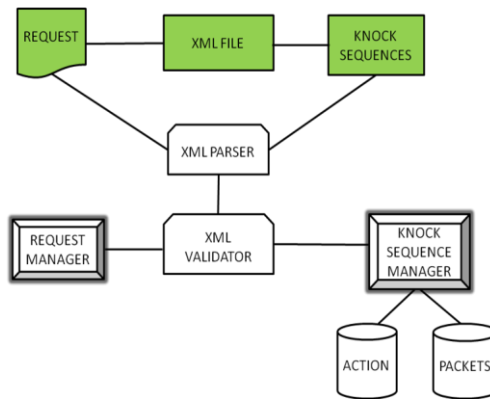 REQUEST
XML FILE
KNOCK
SEQUENCES
XML PARSER
REQUEST
MANAGER
XML
VALIDATOR
KNOCK
SEQUENCE
MANAGER
ACTION
PACKETS